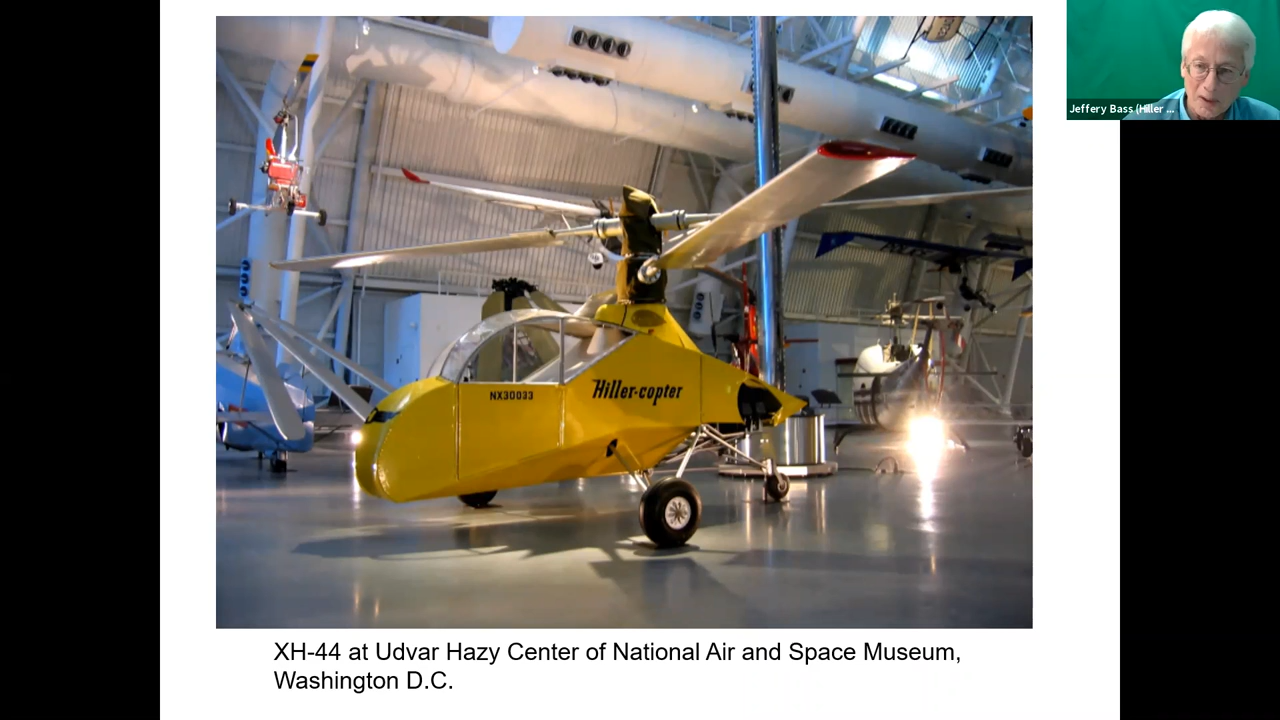 Jeffery Bass (Hiller ...
NX30033
Hiller-copter
XH-44 at Udvar Hazy Center of National Air and Space Museum,
Washington D.C.